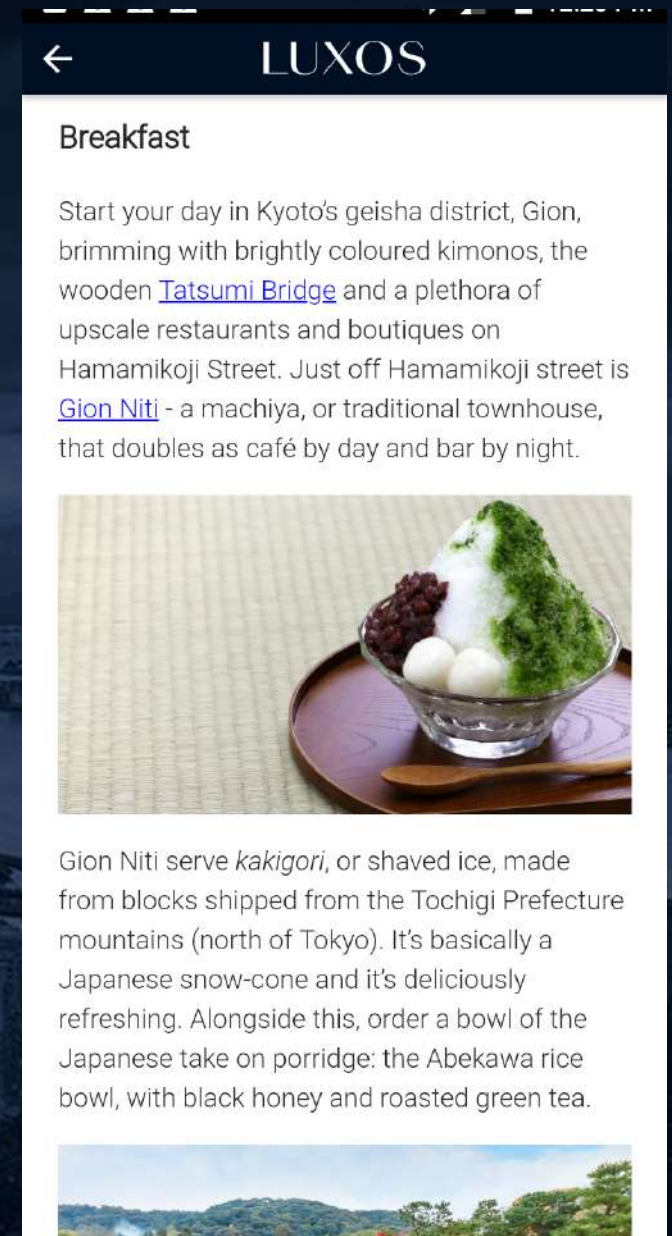 LUXOS
Breakfast
Start your day in Kyoto's geisha district, Gion,
brimming with brightly coloured kimonos, the
wooden Tatsumi Bridge and a plethora of
upscale restaurants and boutiques on
Hamamikoji Street. Just off Hamamikoji street is
Gion Niti - a machiya, or traditional townhouse,
that doubles as café by day and bar by night.
Gion Niti serve kakigori, or shaved ice, made
from blocks shipped from the Tochigi Prefecture
mountains (north of Tokyo). It's basically a
Japanese snow-cone and it's deliciously
refreshing. Alongside this, order a bowl of the
Japanese take on porridge: the Abekawa rice
bowl, with black honey and roasted green tea.